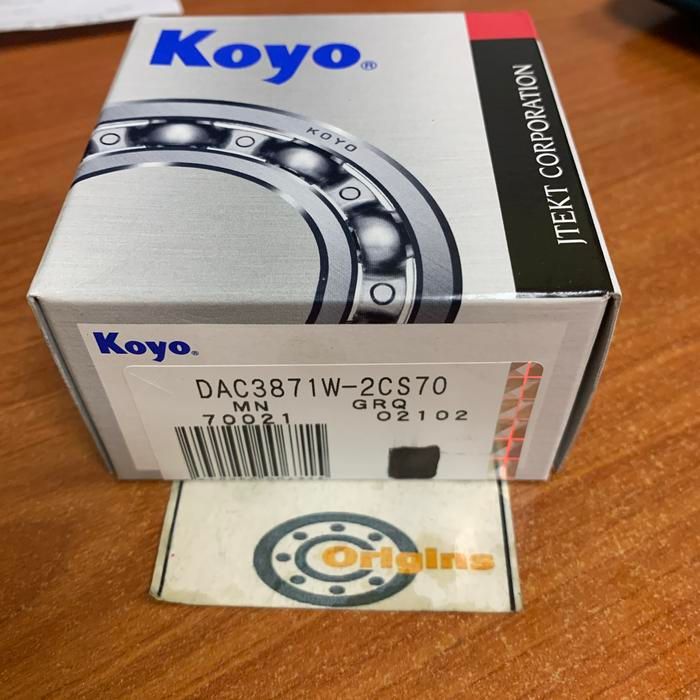 Koyo®
KOYO
JTEKT CORPORATION
Koyo®
DAC3871W-2CS70
MN GRQ
70021 02102
Origins